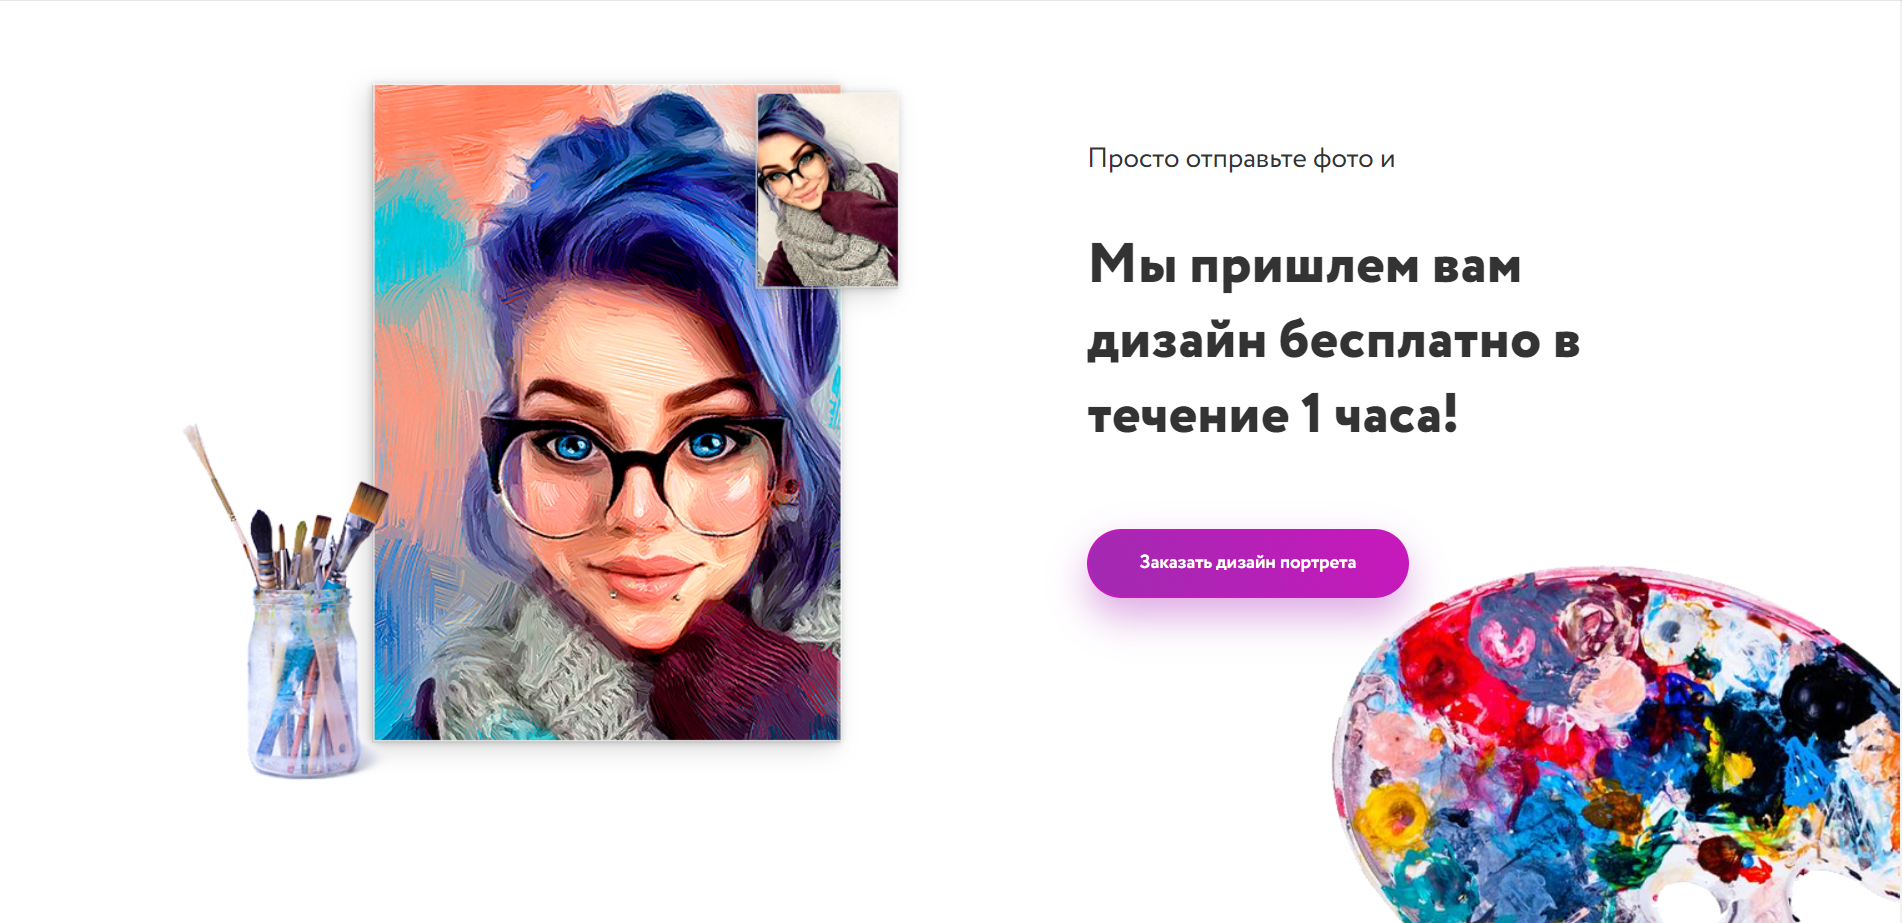 Просто отправьте фото и
Мы пришлем вам
дизайн бесплатно в
течение 1 часа!
Заказать дизайн портрета